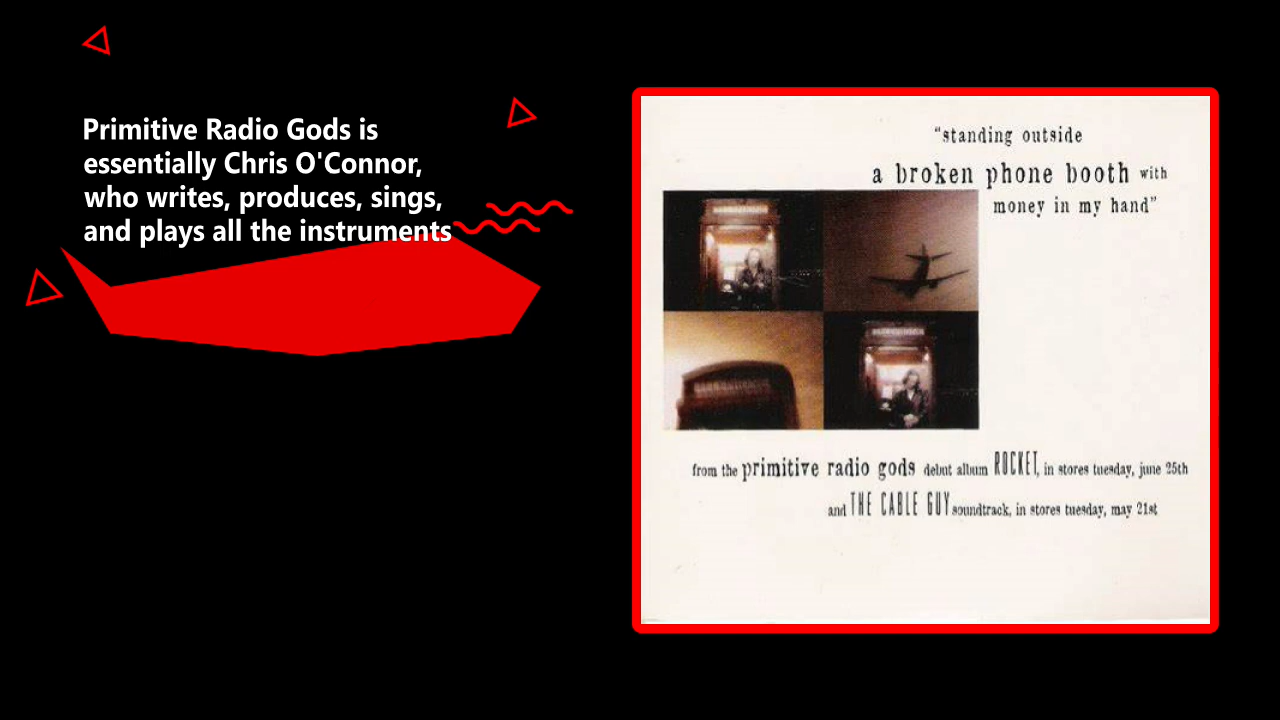 Primitive Radio Gods is
essentially Chris O'Connor,
who writes, produces, sings,
and plays all the instruments
"standing outside
a broken phone booth with
money in my hand"
from the primitive radio gods debut album ROCKET, in stores tuesday, june 25th
and THE CABLE GUY soundtrack, in stores tuesday, may 21st